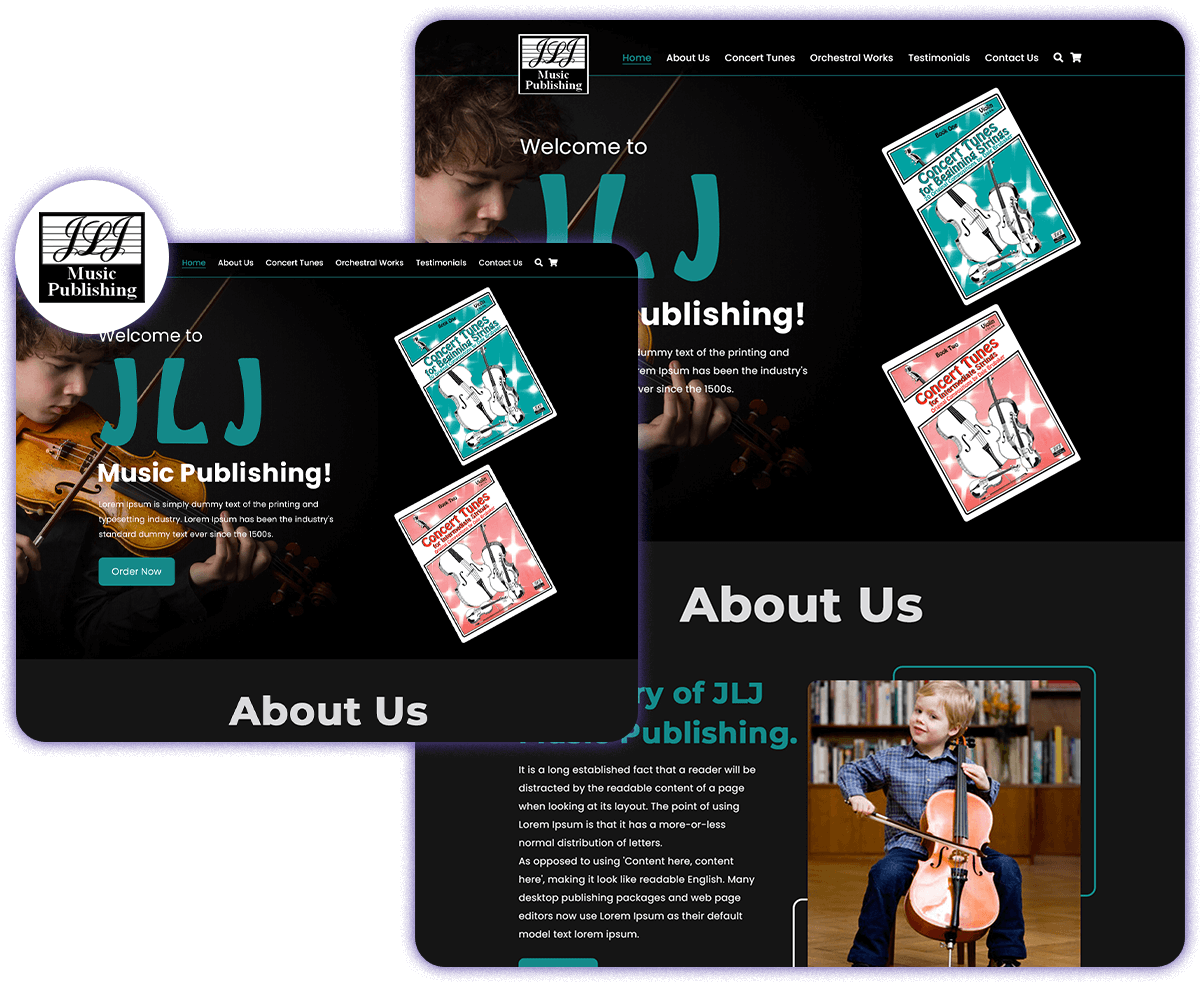 JLJ
Music
Publishing
Home About Us Concert Tunes Orchestral Works Testimonials Contact Us
Welcome to
JLJ
ublishing!
dummy text of the printing and
rem Ipsum has been the industry's
ever since the 1500s.
Book One
Violin
Concert Tunes
for Beginning Strings
Book Two
Violin
Concert Tunes
for Intermediate Strings
About Us
ry of JLJ
Music Publishing.
It is a long established fact that a reader will be
distracted by the readable content of a page
when looking at its layout. The point of using
Lorem Ipsum is that it has a more-or-less
normal distribution of letters.
As opposed to using 'Content here, content
here', making it look like readable English. Many
desktop publishing packages and web page
editors now use Lorem Ipsum as their default
model text lorem ipsum.
JLJ
Music
Publishing
Home About Us Concert Tunes Orchestral Works Testimonials Contact Us
Welcome to
JLJ
Music Publishing!
Lorem Ipsum is simply dummy text of the printing and
typesetting industry. Lorem Ipsum has been the industry's
standard dummy text ever since the 1500s.
Order Now
Book One
Violin
Concert Tunes
for Beginning Strings
Book Two
Violin
Concert Tunes
for Intermediate Strings
About Us